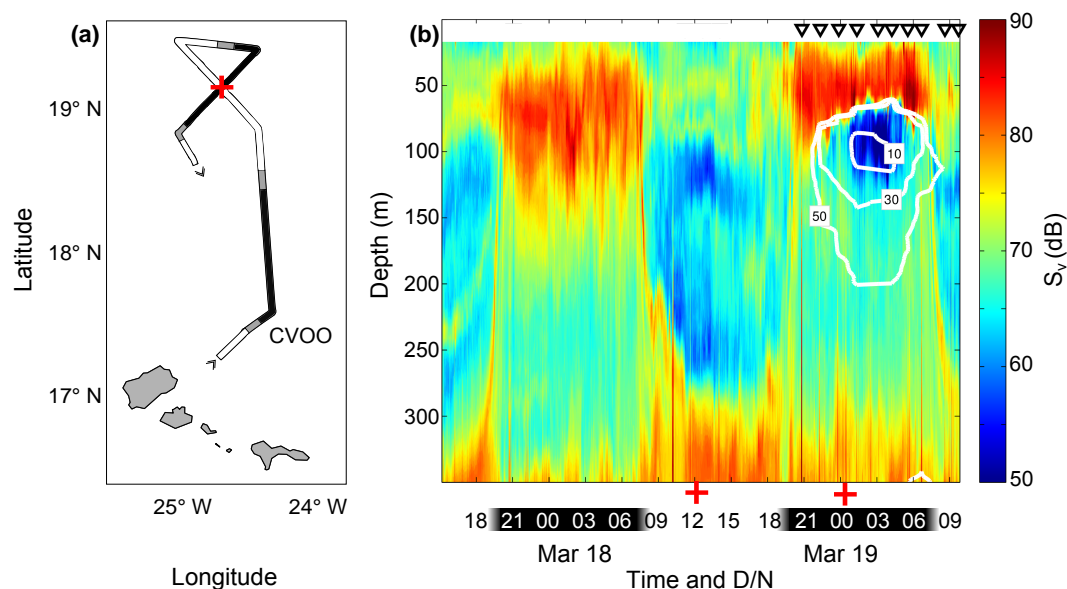 (a)
19° N
18° N
17° N
Latitude
CVOO
25° W
24° W
Longitude
(b)
50
100
150
200
250
300
Depth (m)
10
30
50
18 21 00 03 06 09 12 15 18 21 00 03 06 09
Mar 18
Mar 19
Time and D/N
90
80
70
60
50
Sv (dB)